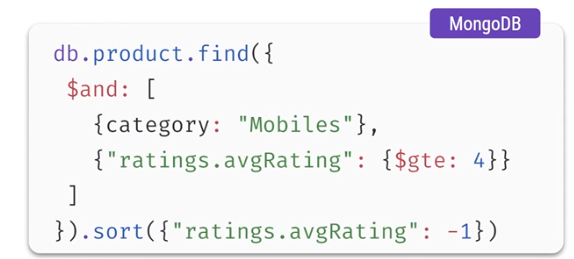 MongoDB
db.product.find({
$and: [
{category: "Mobiles"},
{"ratings.avgRating": {$gte: 4}}
]
}).sort({"ratings.avgRating": -1})